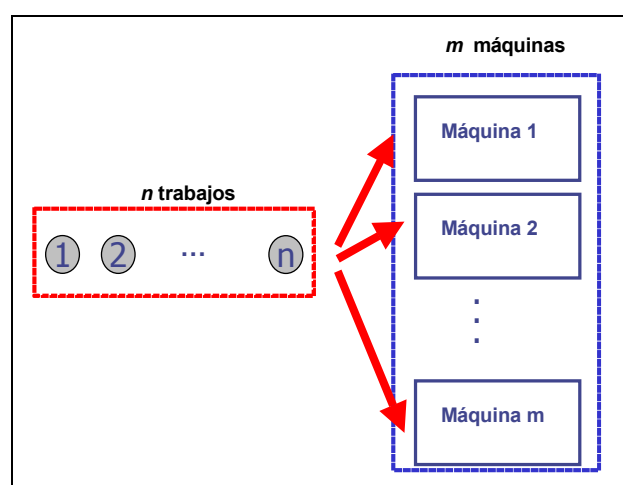 m máquinas
Máquina 1
n trabajos
Máquina 2
1 2 ... n
.
.
.
Máquina m